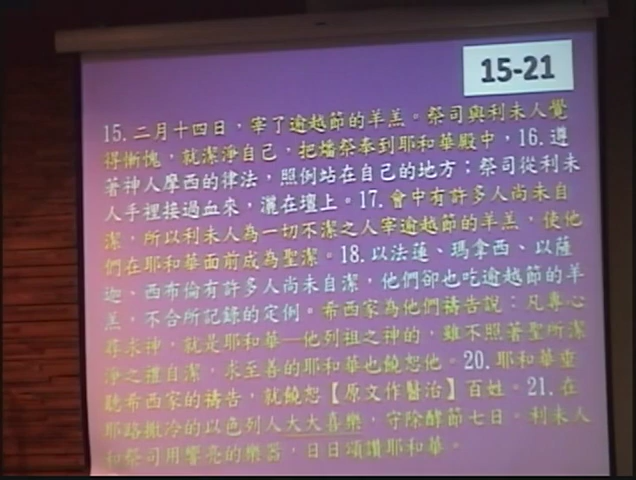 15-21
15. 二月十四日，宰了逾越節的羊羔。祭司與利未人覺
得慚愧，就潔淨自己，把燔祭奉到耶和華殿中，16. 遵
著神人摩西的律法，照例站在自己的地方；祭司從利未
人手裡接過血來，灑在壇上。17. 會中有許多人尚未自
潔，所以利未人為一切不潔之人宰逾越節的羊羔，使他
們在耶和華面前成為聖潔。18. 以法蓮、瑪拿西、以薩
迦、西布倫有許多人尚未自潔，他們卻也吃逾越節的羊
羔，不合所記錄的定例。希西家為他們禱告說：凡專心
尋求神，就是耶和華─他列祖之神的，雖不照著聖所潔
淨之禮自潔，求至善的耶和華也饒恕他。20. 耶和華垂
聽希西家的禱告，就饒恕【原文作醫治】百姓。21. 在
耶路撒冷的以色列人大大喜樂，守除酵節七日。利未人
和祭司用響亮的樂器，日日頌讚耶和華。